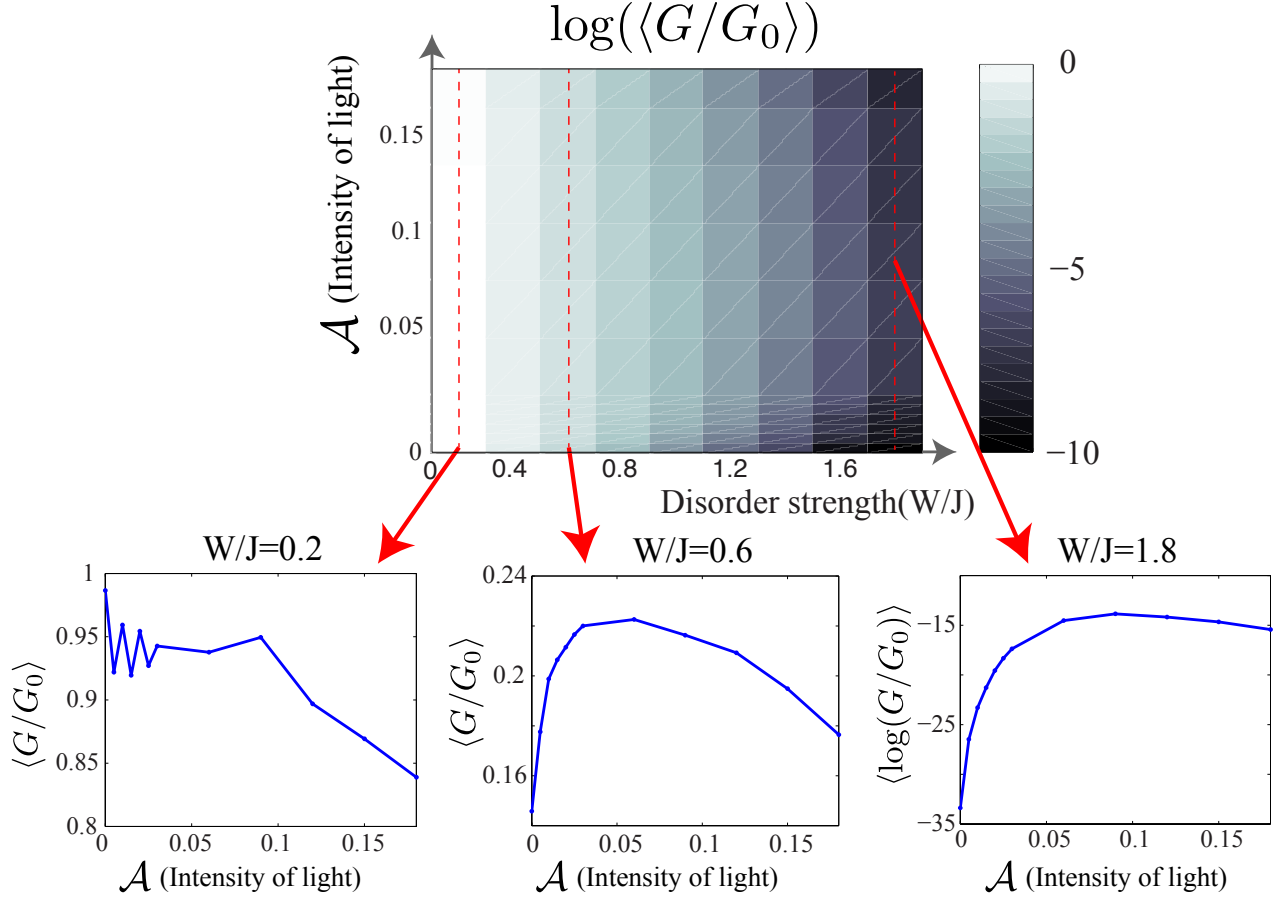 log(⟨G/G₀⟩)
𝒜 (Intensity of light)
0.15
0.1
0.05
0
0 0.4 0.8 1.2 1.6
Disorder strength(W/J)
0
−5
−10
W/J=0.2
⟨G/G₀⟩
1
0.95
0.9
0.85
0.8
0 0.05 0.1 0.15
𝒜 (Intensity of light)
W/J=0.6
⟨G/G₀⟩
0.24
0.2
0.16
0 0.05 0.1 0.15
𝒜 (Intensity of light)
W/J=1.8
⟨log(G/G₀)⟩
−15
−25
−35
0 0.05 0.1 0.15
𝒜 (Intensity of light)